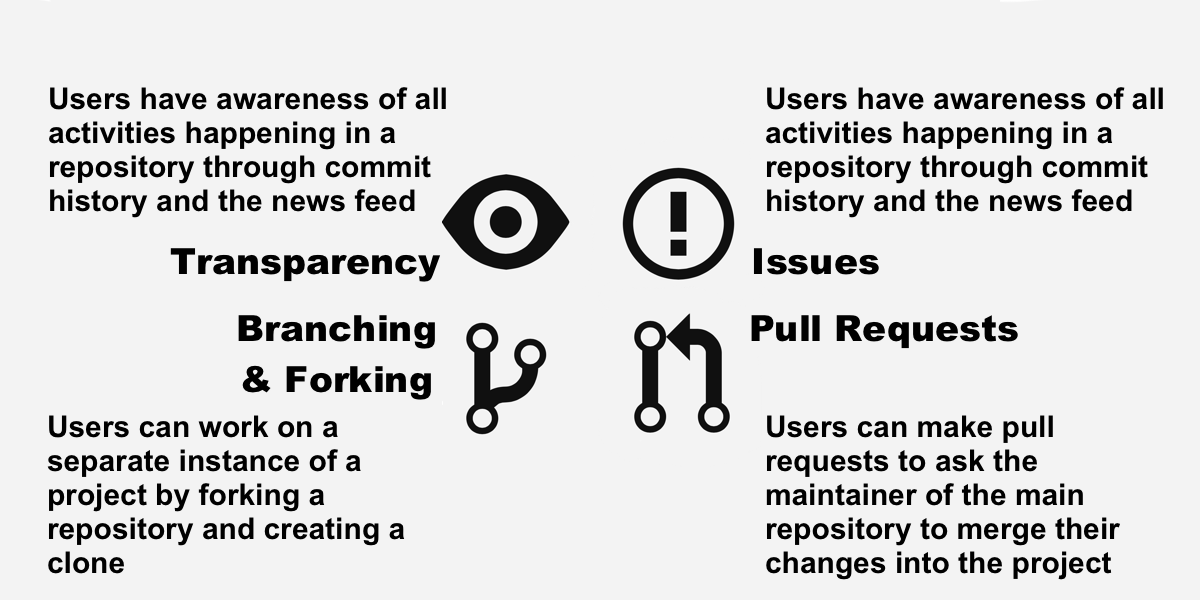 Users have awareness of all
activities happening in a
repository through commit
history and the news feed
Transparency
Users have awareness of all
activities happening in a
repository through commit
history and the news feed
Issues
Branching
& Forking
Users can work on a
separate instance of a
project by forking a
repository and creating a
clone
Pull Requests
Users can make pull
requests to ask the
maintainer of the main
repository to merge their
changes into the project